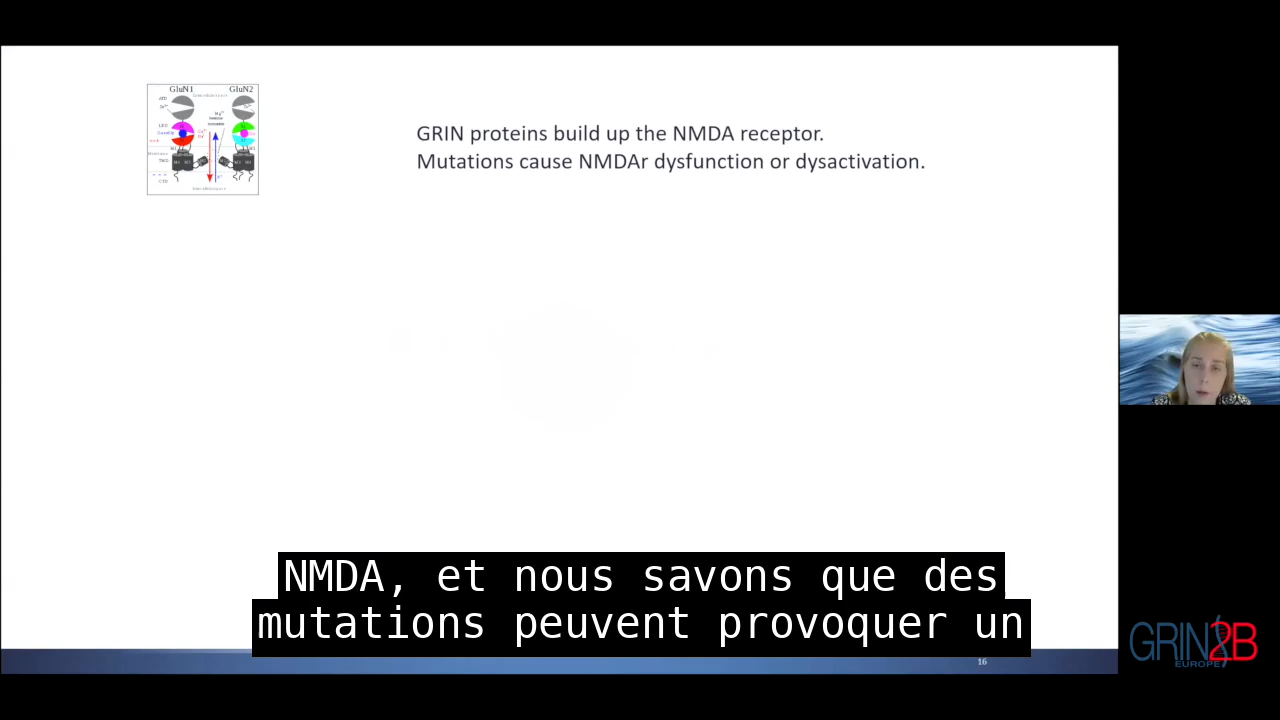 GluN1
GluN2
GRIN proteins build up the NMDA receptor.
Mutations cause NMDAr dysfunction or dysactivation.
NMDA, et nous savons que des
mutations peuvent provoquer un
16
GRIN2B
EUROPE